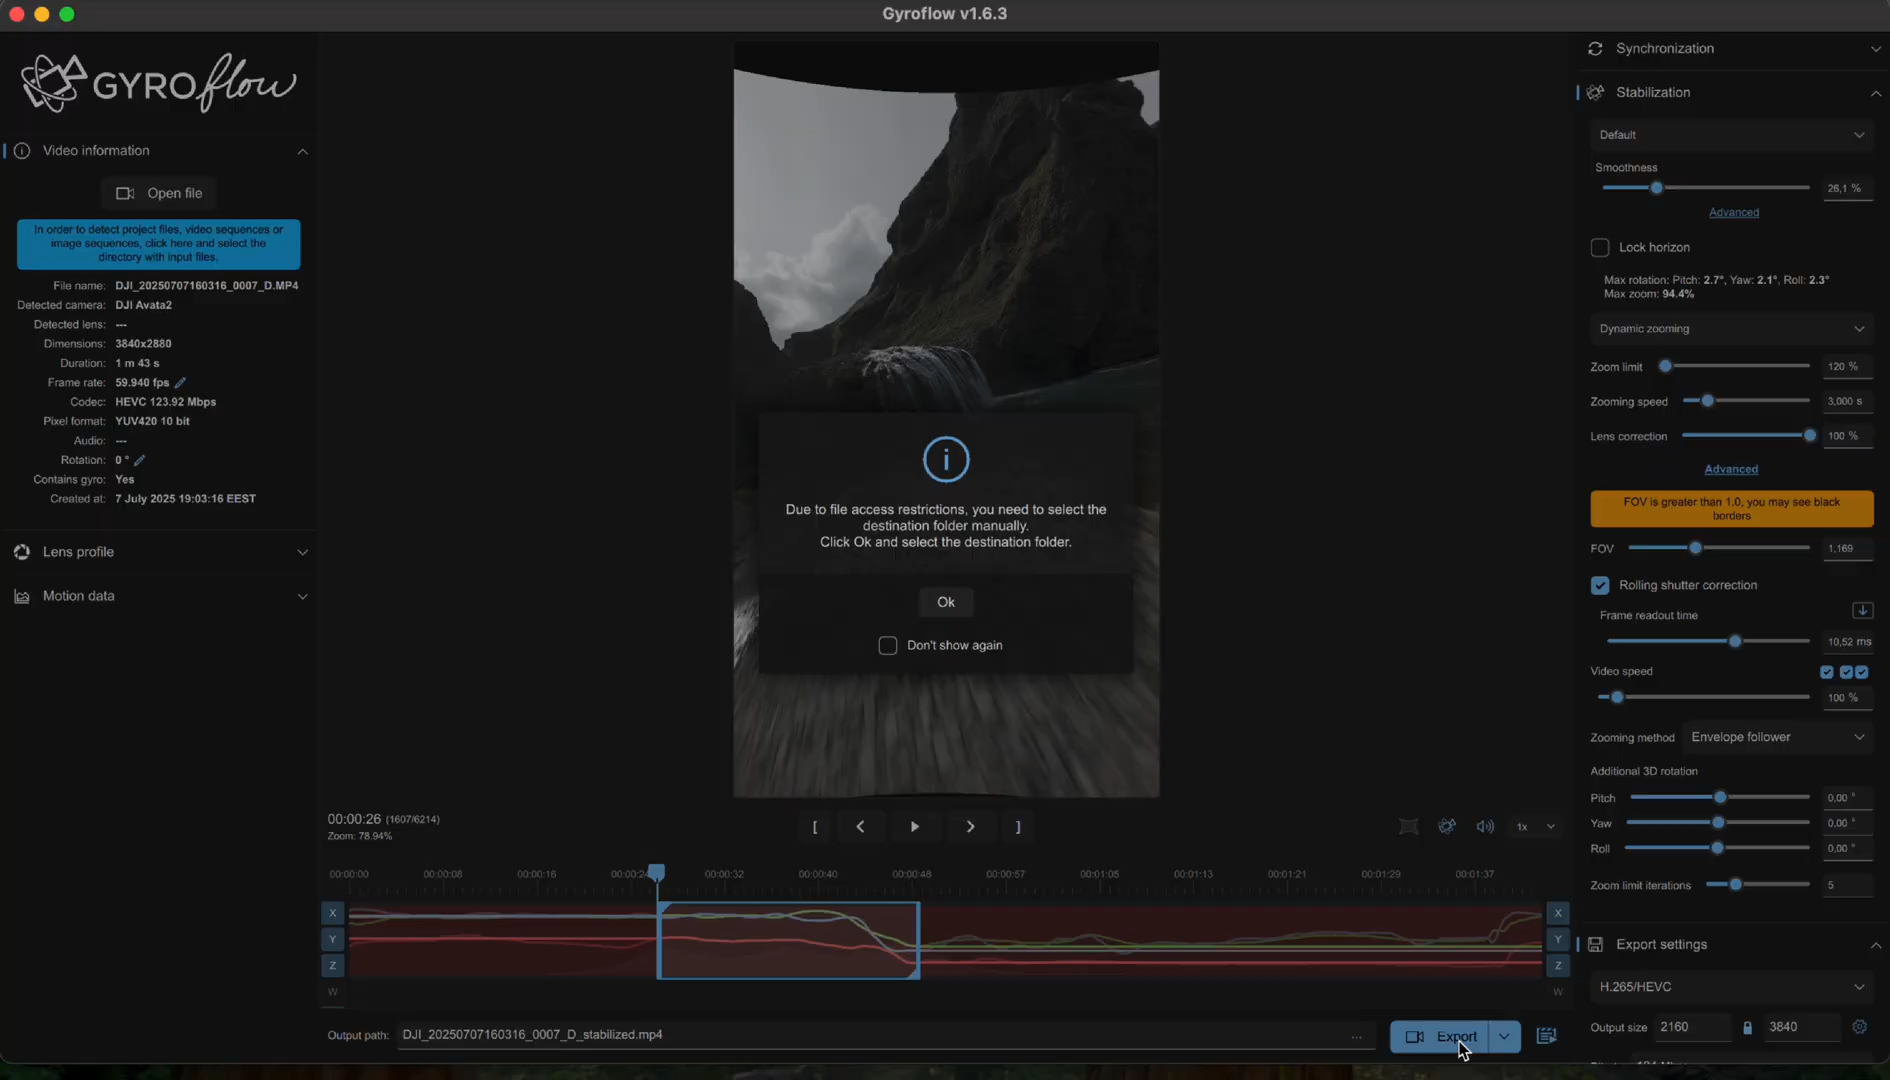 Gyroflow v1.6.3
GYROflow
Video information
Open file
In order to detect project files, video sequences or
image sequences, click here and select the
directory with input files.
File name: DJI_20250707160316_0007_D.MP4
Detected camera: DJI Avata2
Detected lens: ---
Dimensions: 3840x2880
Duration: 1 m 43 s
Frame rate: 59.940 fps
Codec: HEVC 123.92 Mbps
Pixel format: YUV420 10 bit
Audio: ---
Rotation: 0 °
Contains gyro: Yes
Created at: 7 July 2025 19:03:16 EEST
Lens profile
Motion data
Due to file access restrictions, you need to select the
destination folder manually.
Click Ok and select the destination folder.
Ok
Don't show again
00:00:26 (1607/6214)
Zoom: 78.94%
[
]
1x
00:00:00 00:00:08 00:00:16 00:00:24 00:00:32 00:00:40 00:00:48 00:00:57 00:01:05 00:01:13 00:01:21 00:01:29 00:01:37
X X
Y Y
Z Z
W W
Output path: DJI_20250707160316_0007_D_stabilized.mp4 ...
Export
Synchronization
Stabilization
Default
Smoothness
26,1 %
Advanced
Lock horizon
Max rotation: Pitch: 2.7°, Yaw: 2.1°, Roll: 2.3°
Max zoom: 94.4%
Dynamic zooming
Zoom limit 120 %
Zooming speed 3,000 s
Lens correction 100 %
Advanced
FOV is greater than 1.0, you may see black
borders
FOV 1,169
Rolling shutter correction
Frame readout time
10,52 ms
Video speed
100 %
Zooming method Envelope follower
Additional 3D rotation
Pitch 0,00 °
Yaw 0,00 °
Roll 0,00 °
Zoom limit iterations 5
Export settings
H.265/HEVC
Output size 2160 3840